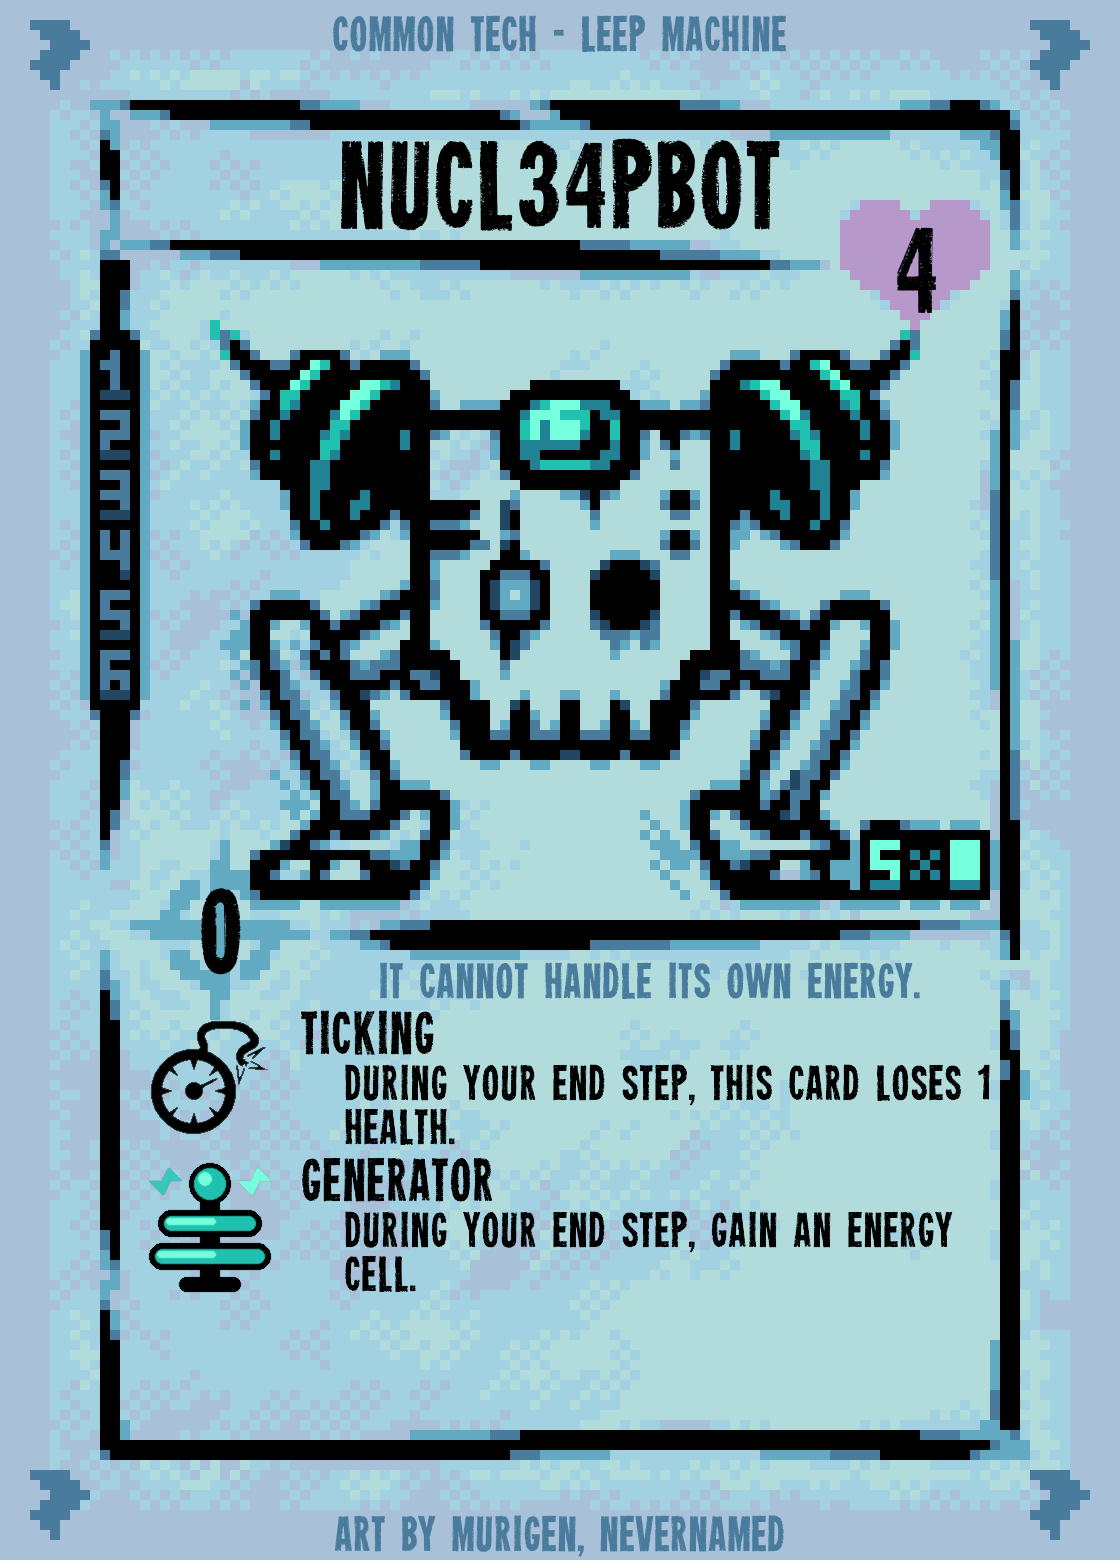 COMMON TECH - LEEP MACHINE
NUCL34PBOT
4
1
2
3
4
5
6
5×
0
IT CANNOT HANDLE ITS OWN ENERGY.
TICKING
DURING YOUR END STEP, THIS CARD LOSES 1
HEALTH.
GENERATOR
DURING YOUR END STEP, GAIN AN ENERGY
CELL.
ART BY MURIGEN, NEVERNAMED